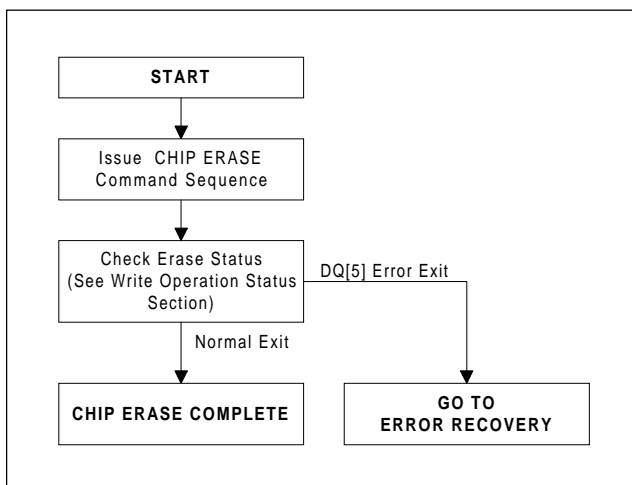 START
Issue CHIP ERASE
Command Sequence
Check Erase Status
(See Write Operation Status
Section)
DQ[5] Error Exit
Normal Exit
CHIP ERASE COMPLETE
GO TO
ERROR RECOVERY